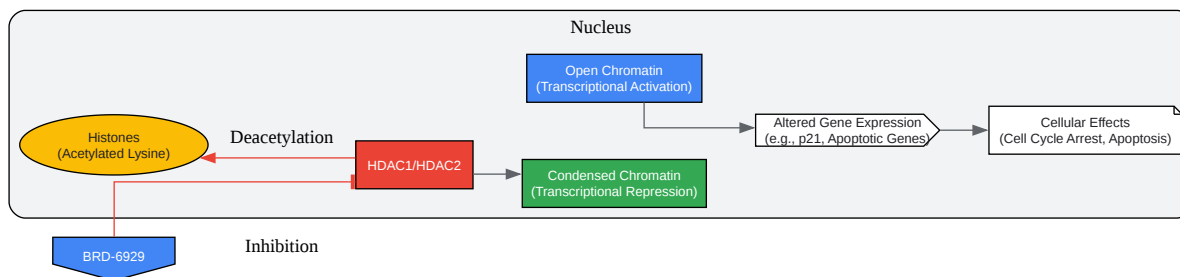 Nucleus
Open Chromatin
(Transcriptional Activation)
Histones
(Acetylated Lysine)
Deacetylation
HDAC1/HDAC2
Condensed Chromatin
(Transcriptional Repression)
Altered Gene Expression
(e.g., p21, Apoptotic Genes)
Cellular Effects
(Cell Cycle Arrest, Apoptosis)
BRD-6929
Inhibition